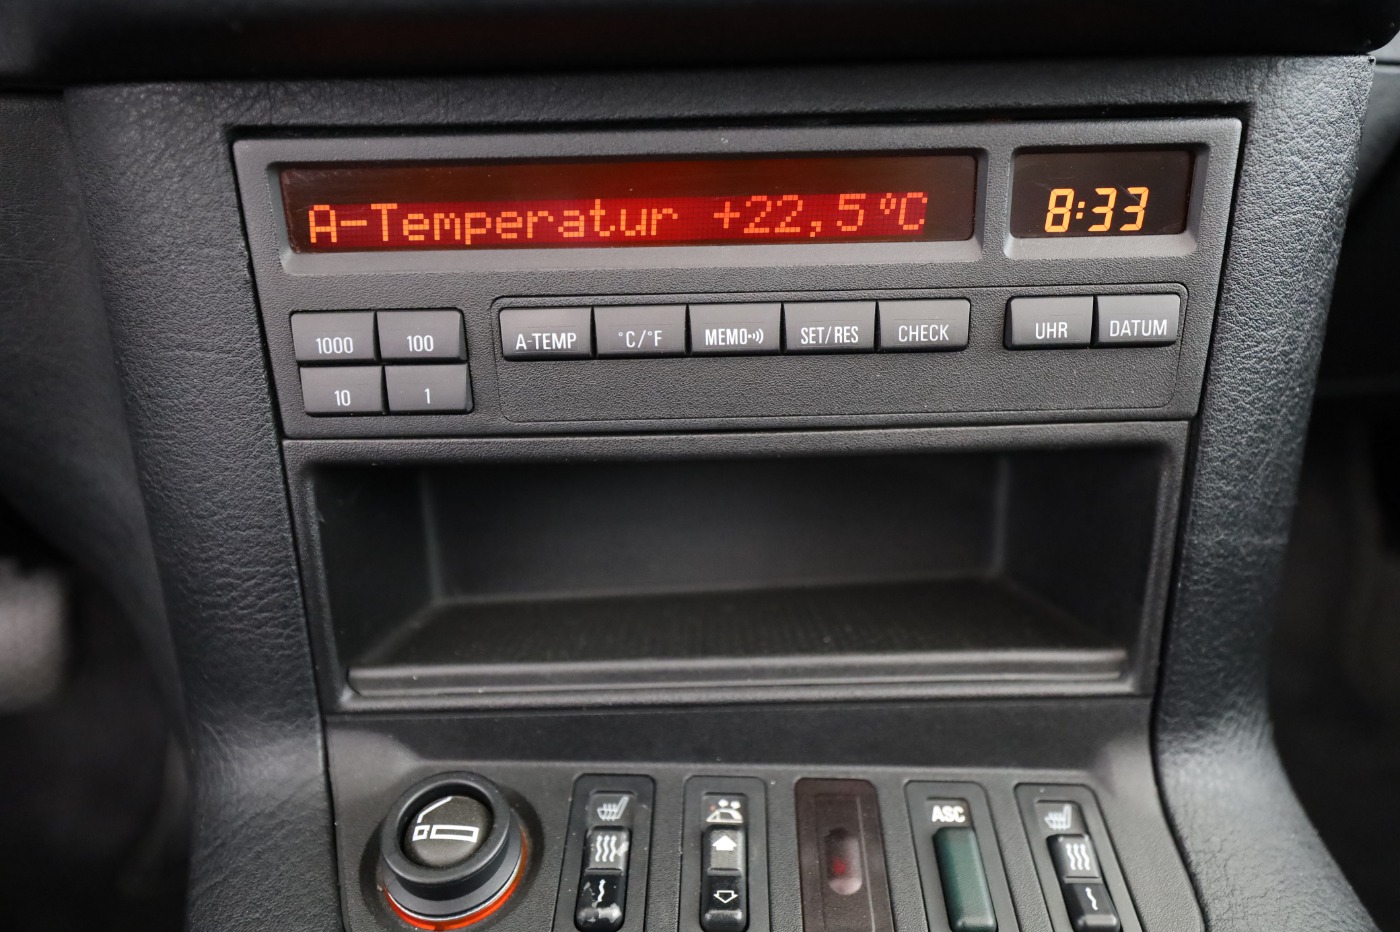 A-Temperatur +22,5°C 8:33
1000 100 A-TEMP °C/°F MEMO SET/RES CHECK UHR DATUM
10 1
ASC